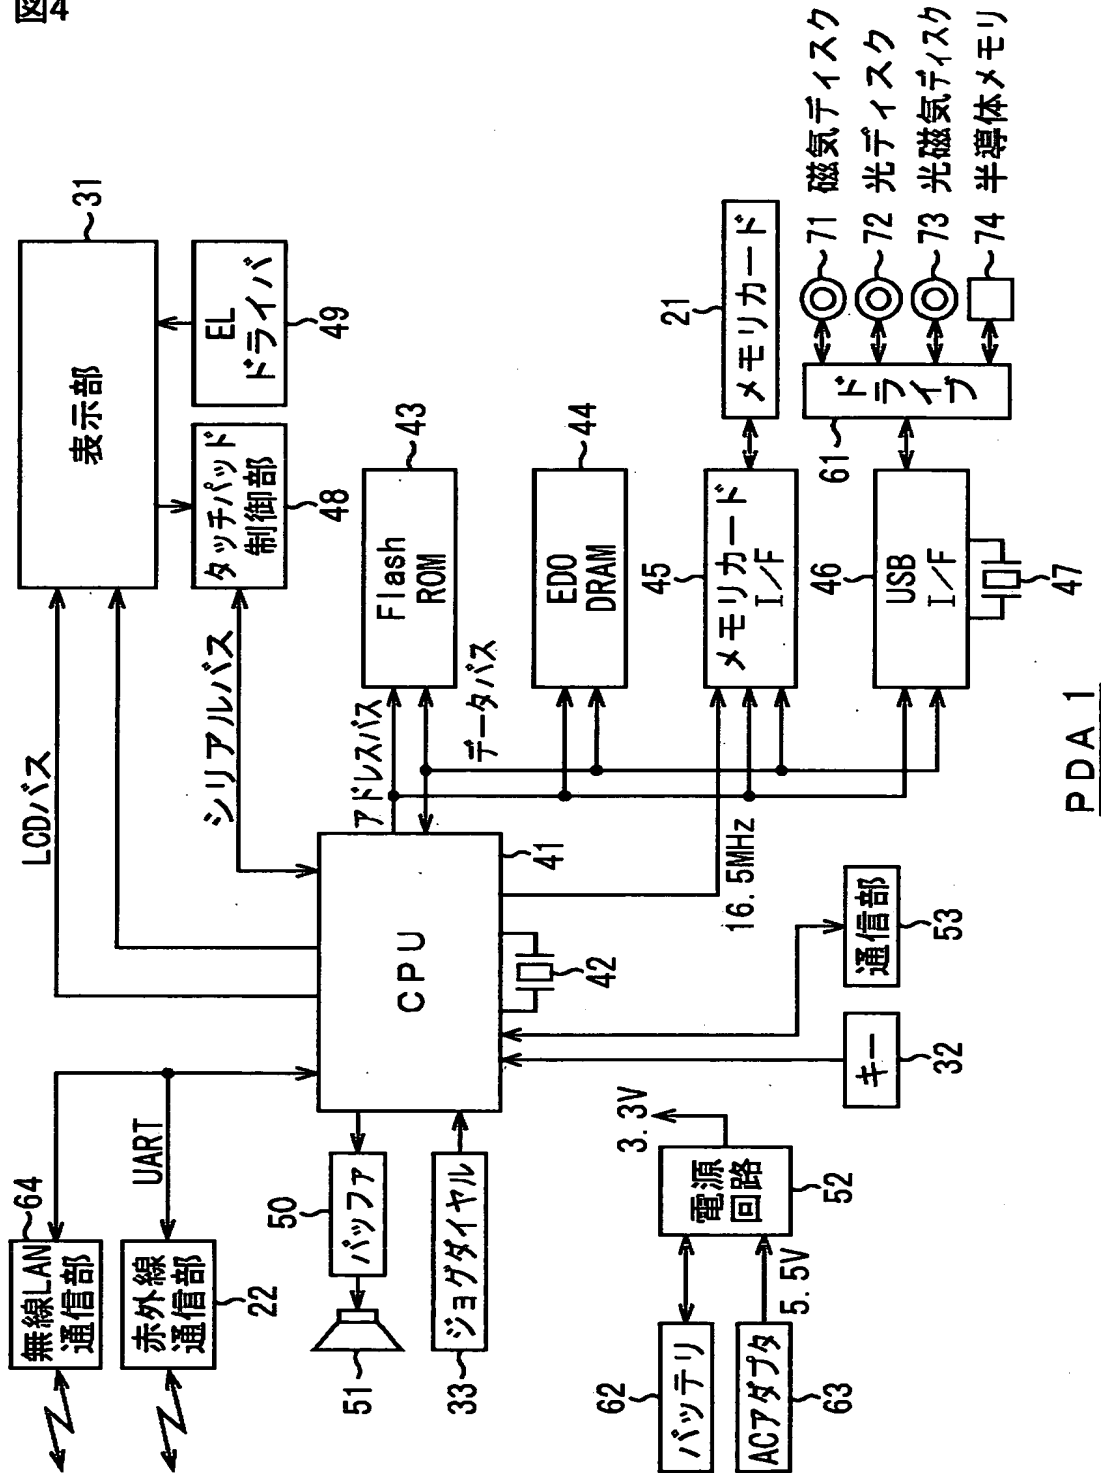 図4
無線LAN
通信部
64
赤外線
通信部
22
UART
LCDバス
シリアルバス
表示部
31
タッチパッド
制御部
48
EL
ドライバ
49
50
バッファ
51
ジョグダイヤル
33
CPU
41
42
アドレスバス
データバス
16.5MHz
Flash
ROM
43
EDO
DRAM
44
メモリカード
I/F
45
メモリカード
21
USB
I/F
46
47
ドライブ
61
71 磁気ディスク
72 光ディスク
73 光磁気ディスク
74 半導体メモリ
バッテリ
62
ACアダプタ
63
5.5V
電源
回路
52
3.3V
キー
32
通信部
53
PDA1